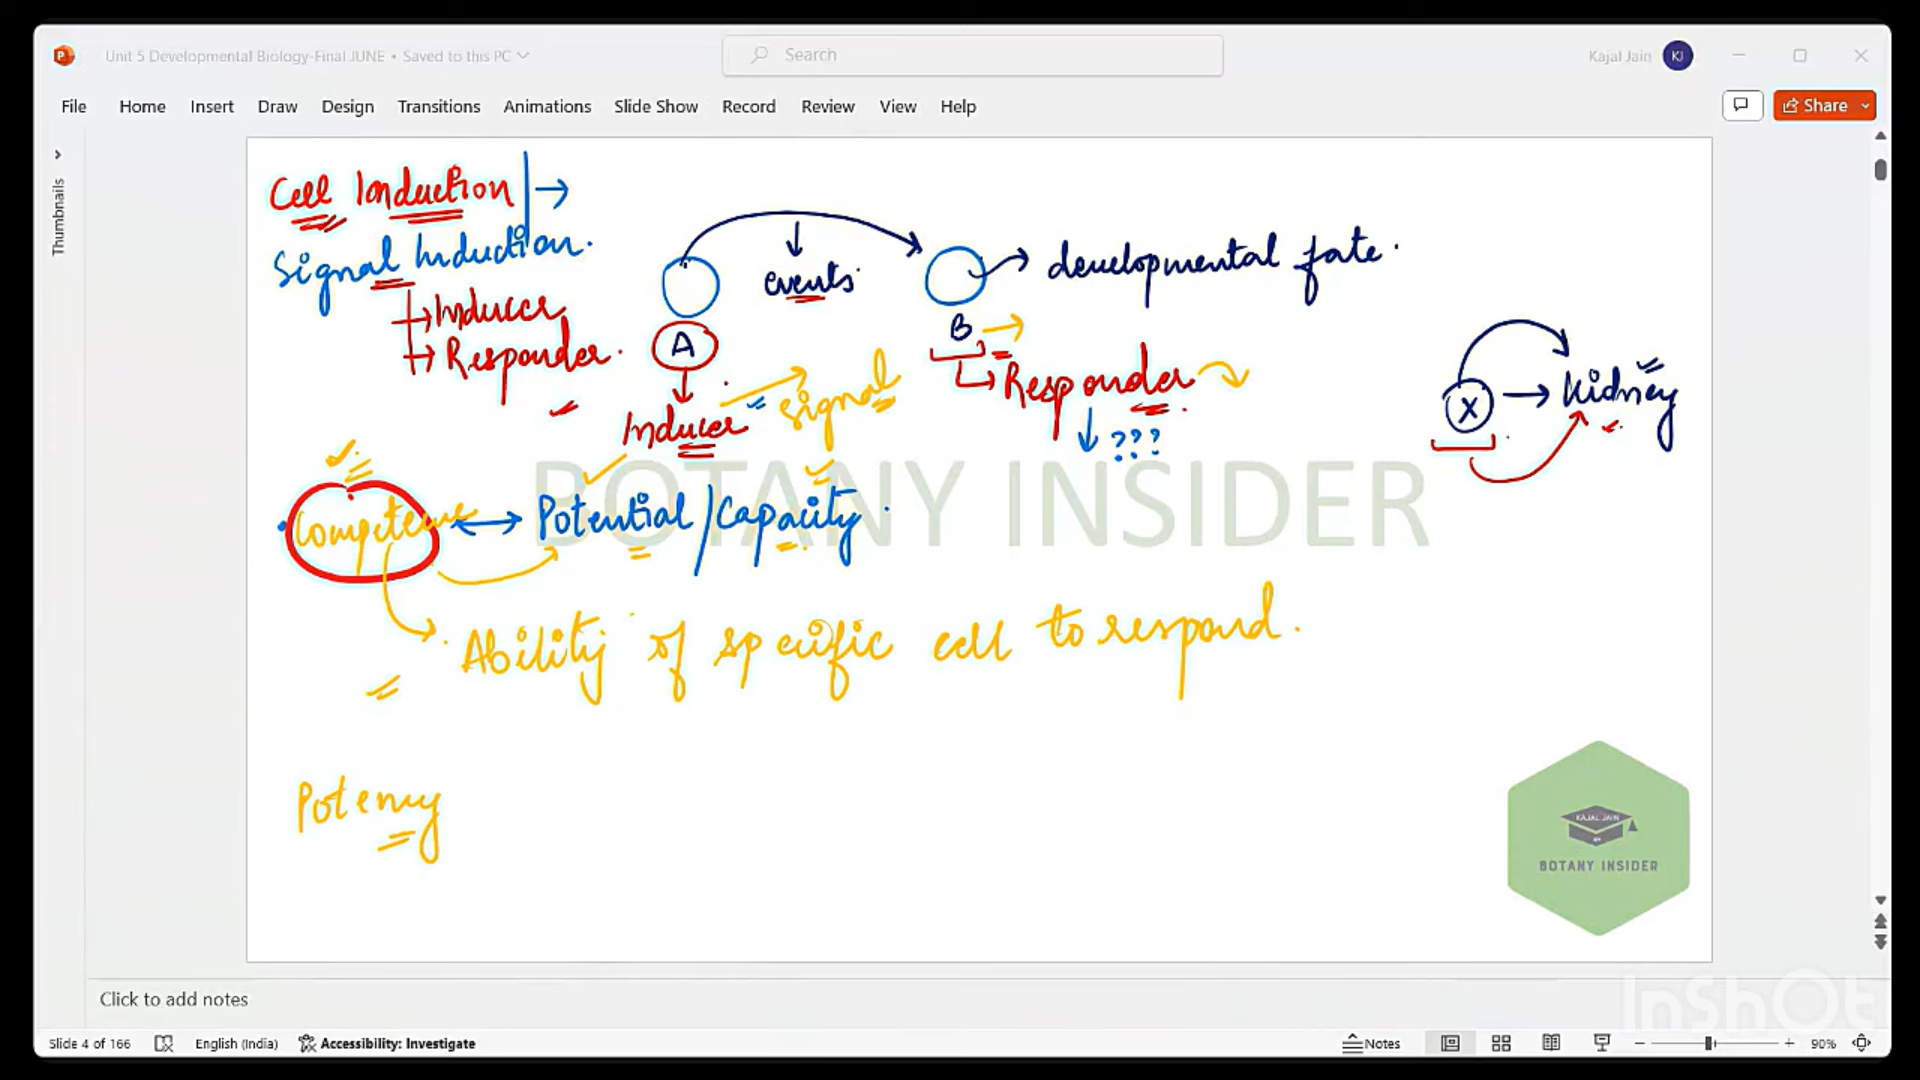 Unit 5 Developmental Biology-Final JUNE • Saved to this PC
Search
Kajal Jain
KJ
File Home Insert Draw Design Transitions Animations Slide Show Record Review View Help
Share
Thumbnails
Cell Induction →
Signal Induction.
→ Inducer
→ Responder.
events
developmental fate.
A
B →
Inducer
signal
Responder
???
X → Kidney
BOTANY INSIDER
Competence ↔ Potential/Capacity.
Ability of specific cell to respond.
Potency
KAJAL JAIN
BOTANY INSIDER
Click to add notes
InShOt
Slide 4 of 166
English (India)
Accessibility: Investigate
Notes
90%